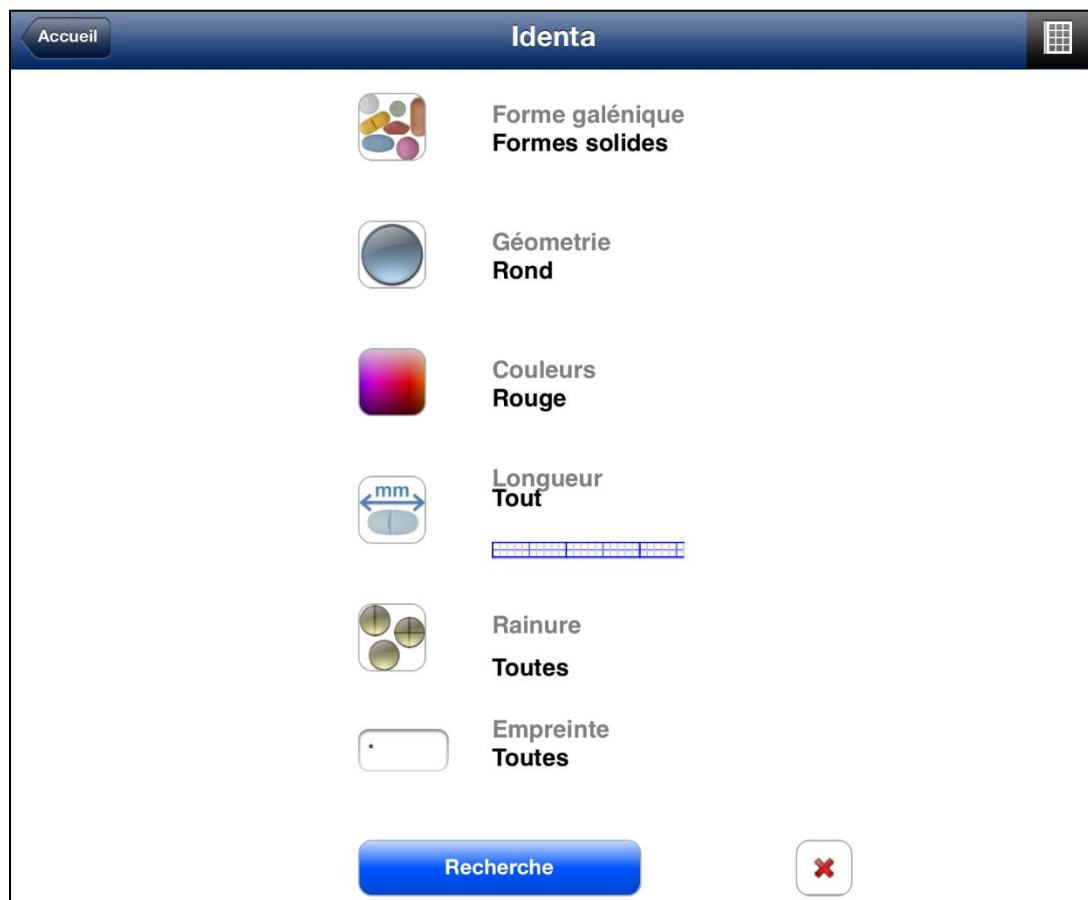 Accueil
Identa
Forme galénique
Formes solides
Géometrie
Rond
Couleurs
Rouge
Longueur
Tout
mm
Rainure
Toutes
Empreinte
Toutes
*
Recherche